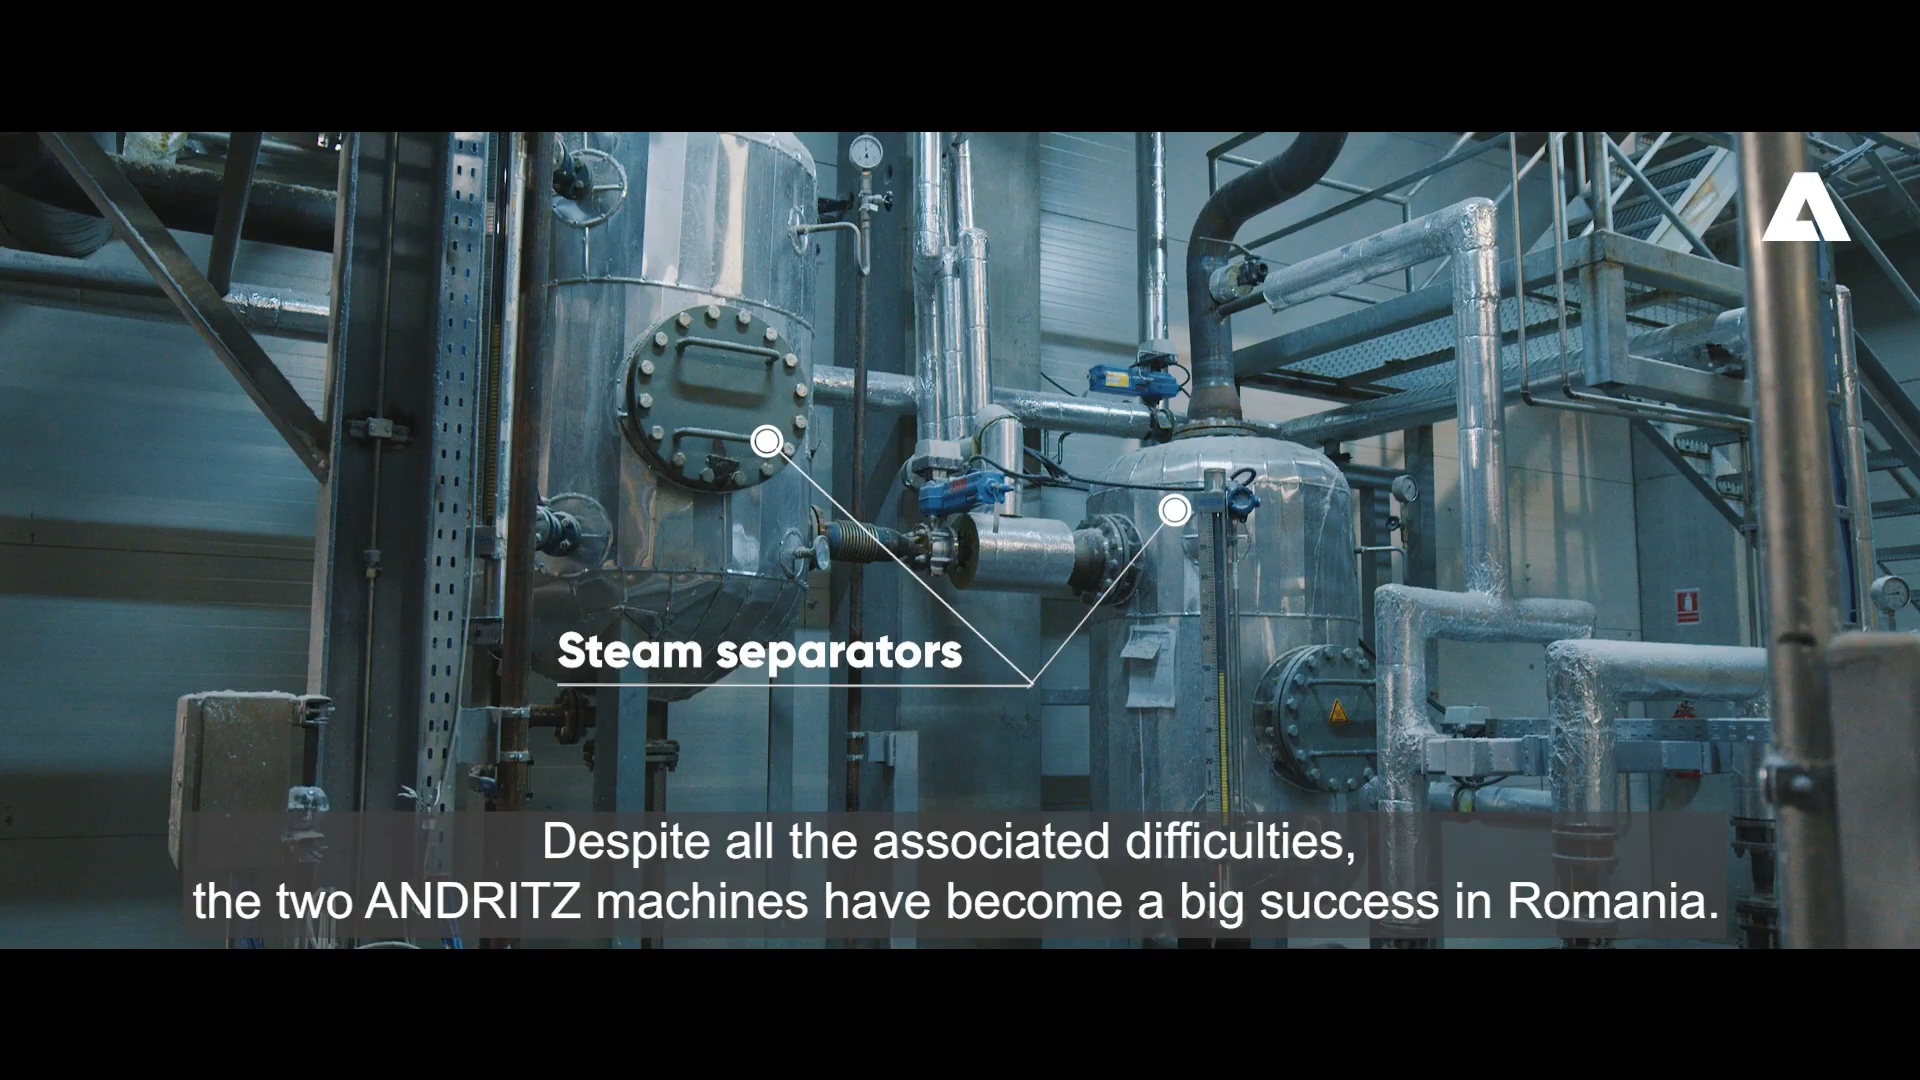 Steam separators
Despite all the associated difficulties,
the two ANDRITZ machines have become a big success in Romania.